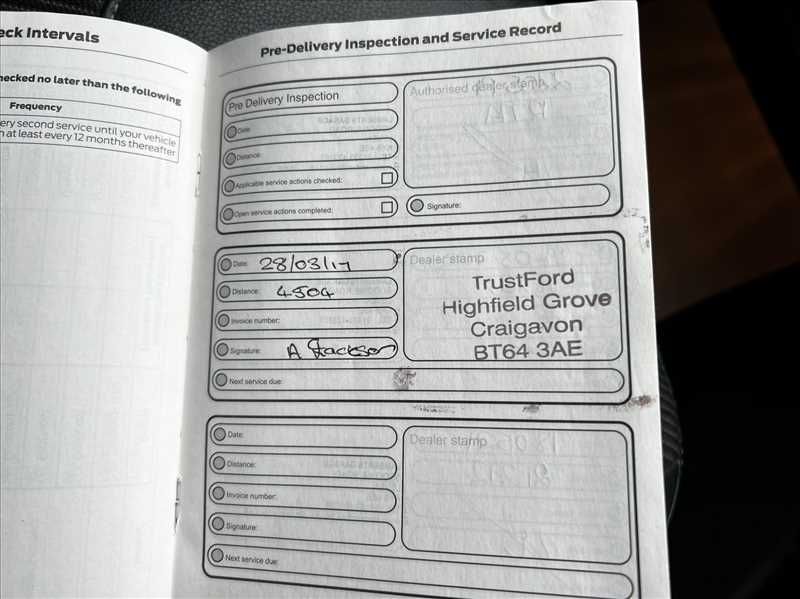 eck Intervals
hecked no later than the following
Frequency
ery second service until your vehicle
n at least every 12 months thereafter
Pre-Delivery Inspection and Service Record
Pre Delivery Inspection
Date:
Distance:
Applicable service actions checked:
Open service actions completed:
Authorised dealer stamp
Signature:
Date: 28/03/17
Distance: 4504
Invoice number:
Signature: A Jackson
Next service due:
Dealer stamp
TrustFord
Highfield Grove
Craigavon
BT64 3AE
Date:
Distance:
Invoice number:
Signature:
Next service due:
Dealer stamp